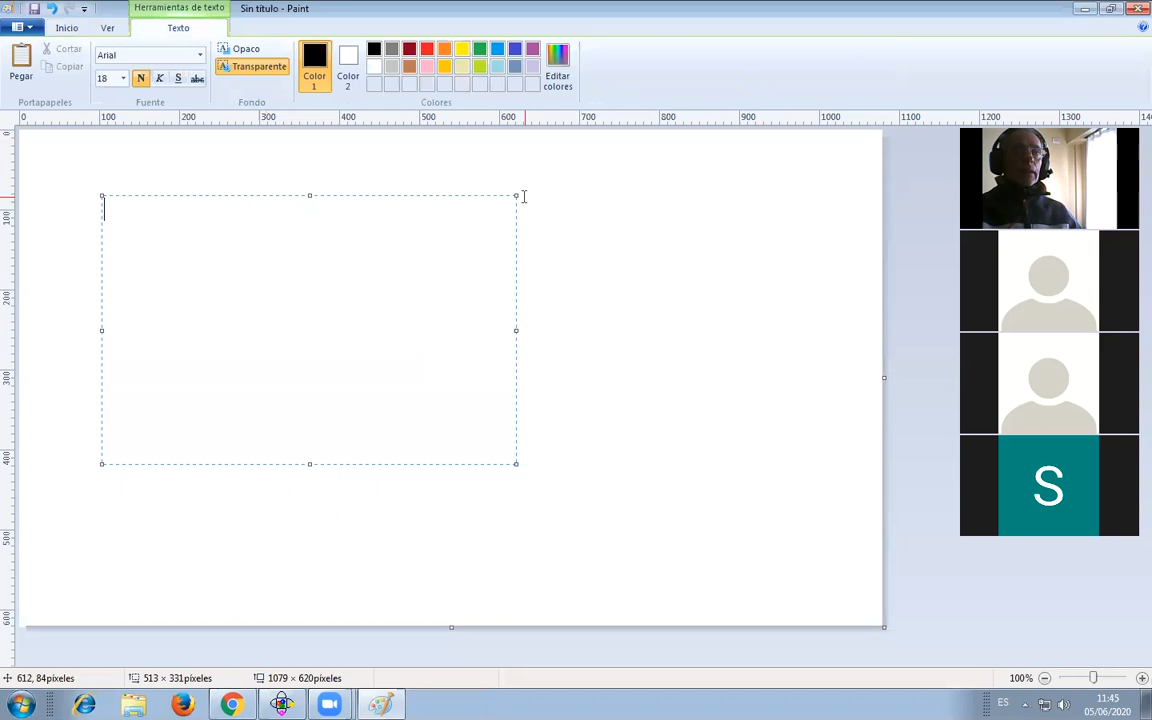 Herramientas de texto
Sin título - Paint
Inicio
Ver
Texto
Pegar
Cortar
Copiar
Portapapeles
Arial
18
N K S abc
Fuente
Opaco
Transparente
Fondo
Color 1
Color 2
Editar colores
Colores
0 100 200 300 400 500 600 700 800 900 1000 1100 1200 1300 140
0
100
200
300
400
500
600
S
612, 84píxeles
513 × 331píxeles
1079 × 620píxeles
100%
ES
11:45
05/06/2020